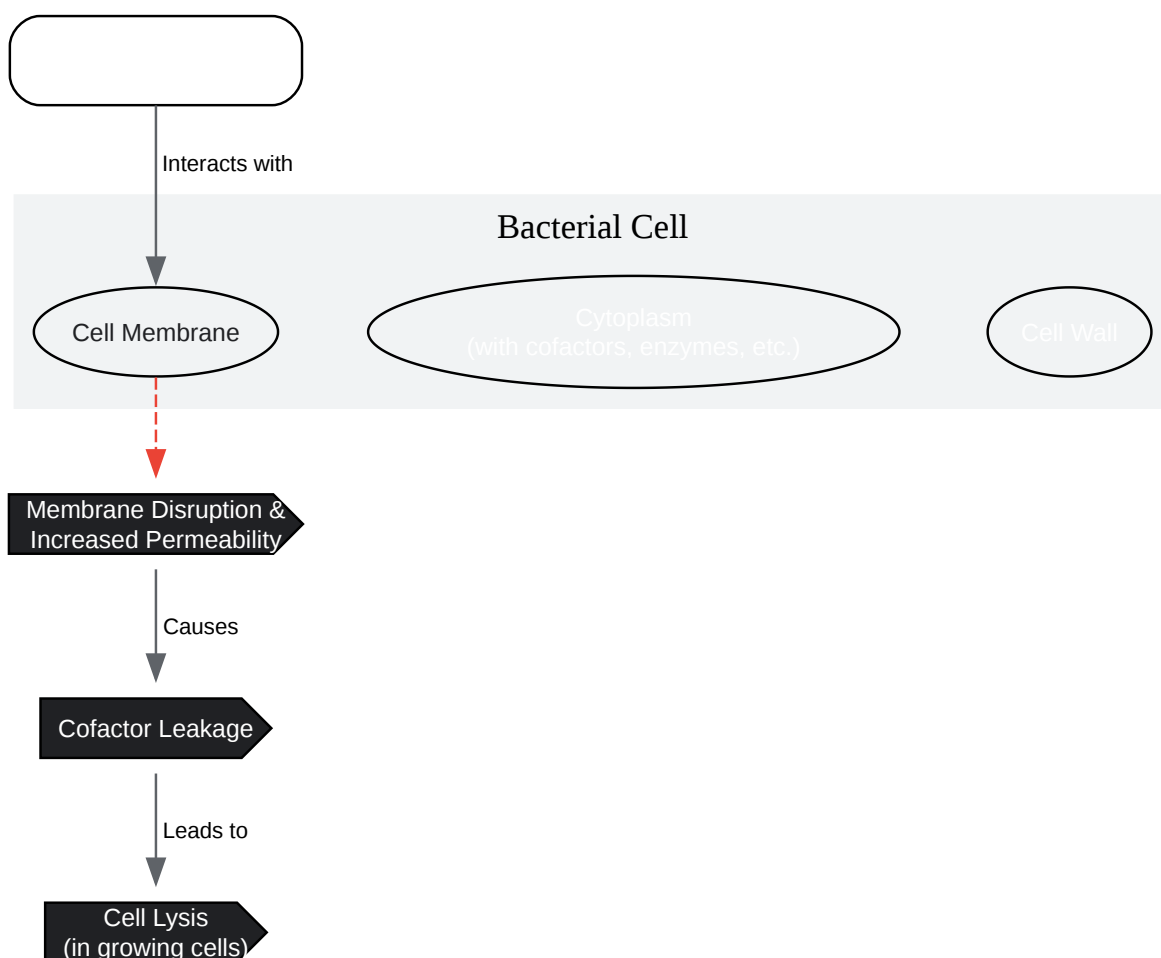 Interacts with
Bacterial Cell
Cell Membrane
Cytoplasm
(with cofactors, enzymes, etc.)
Cell Wall
Membrane Disruption &
Increased Permeability
Causes
Cofactor Leakage
Leads to
Cell Lysis
(in growing cells)